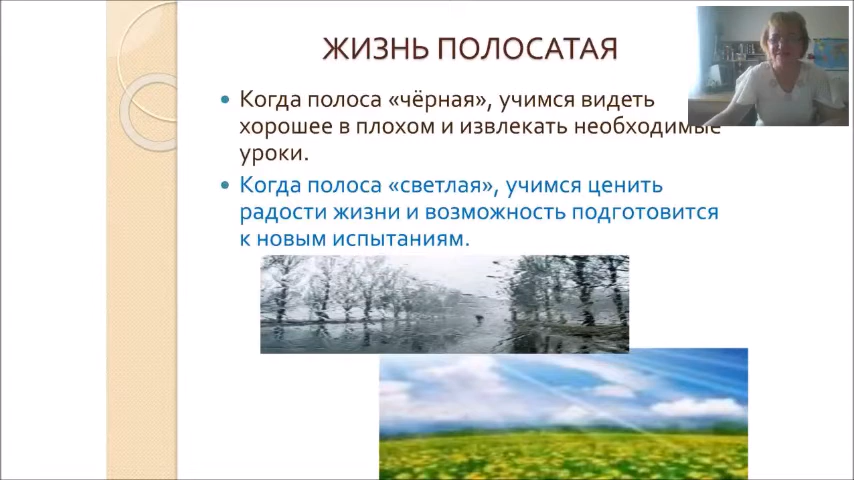 ЖИЗНЬ ПОЛОСАТАЯ
Когда полоса «чёрная», учимся видеть
хорошее в плохом и извлекать необходимые
уроки.
Когда полоса «светлая», учимся ценить
радости жизни и возможность подготовится
к новым испытаниям.